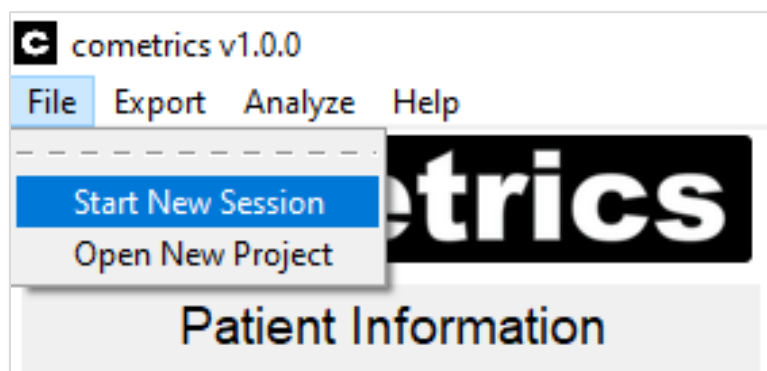 c cometrics v1.0.0
File Export Analyze Help
etrics
Start New Session
Open New Project
Patient Information